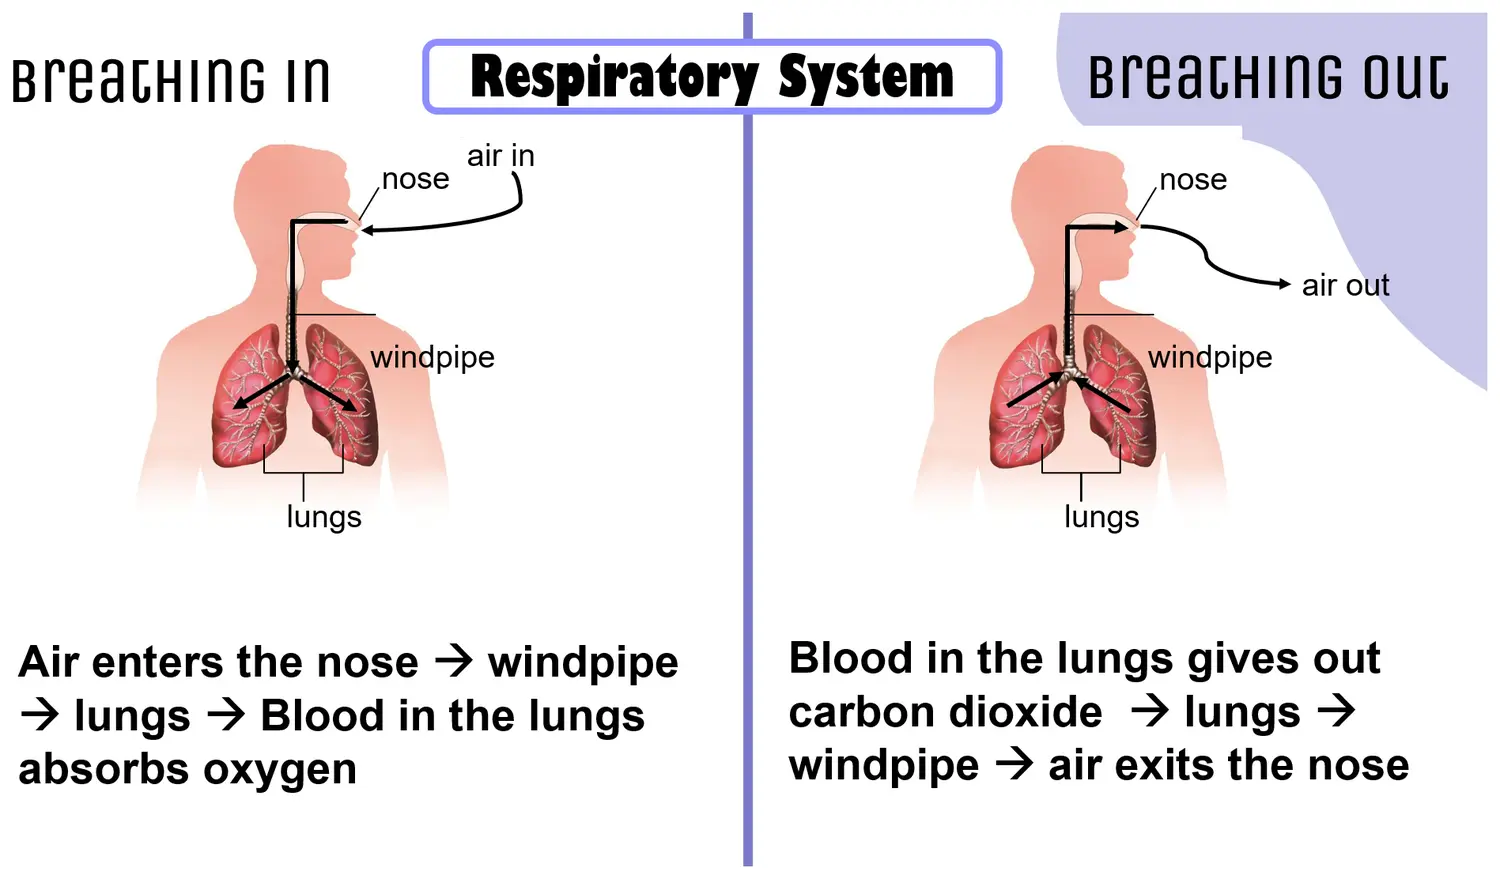 Respiratory System
Breathing In
air in
nose
windpipe
lungs
Air enters the nose → windpipe
→ lungs → Blood in the lungs
absorbs oxygen
Breathing Out
nose
air out
windpipe
lungs
Blood in the lungs gives out
carbon dioxide → lungs →
windpipe → air exits the nose